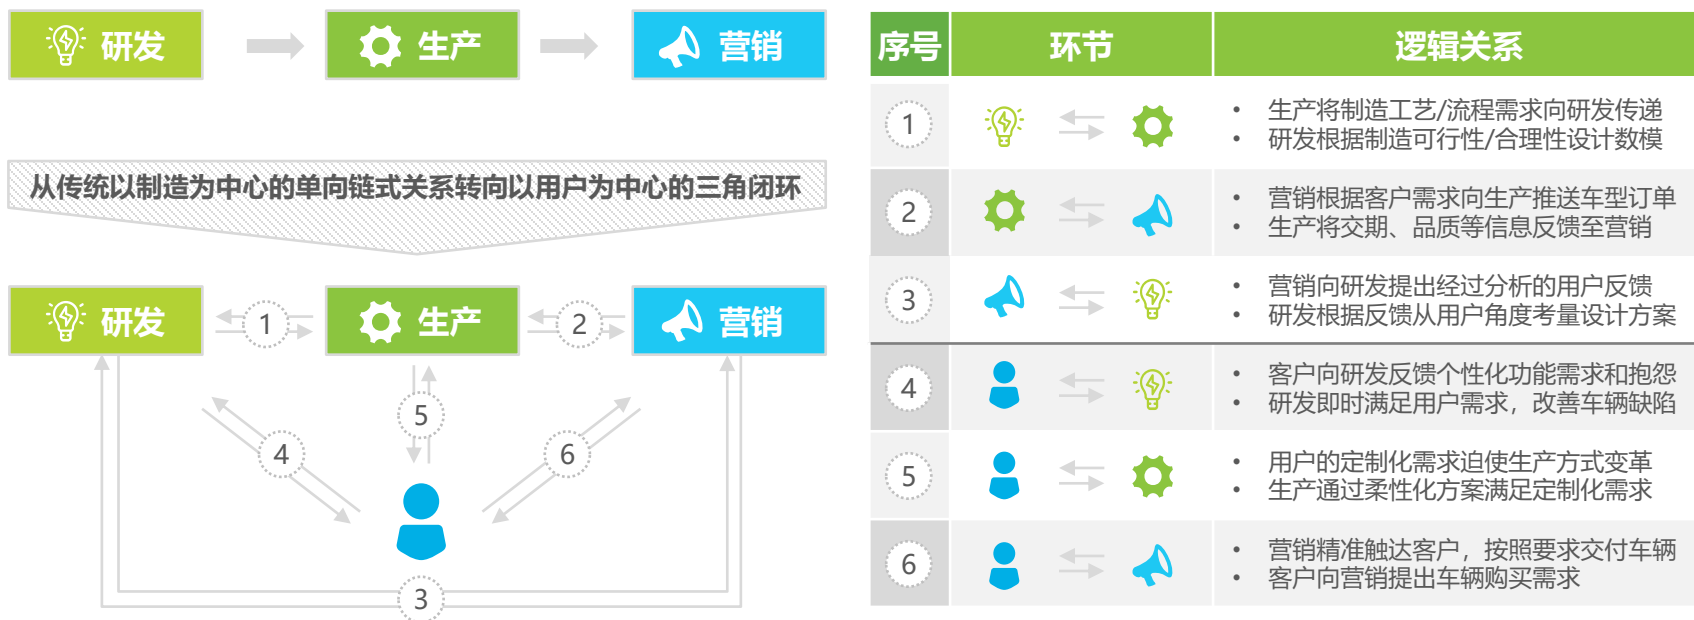 研发
生产
营销
从传统以制造为中心的单向链式关系转向以用户为中心的三角闭环
研发
1
生产
2
营销
5
4
6
3
序号 环节 逻辑关系
1
• 生产将制造工艺/流程需求向研发传递
• 研发根据制造可行性/合理性设计数模
2
• 营销根据客户需求向生产推送车型订单
• 生产将交期、品质等信息反馈至营销
3
• 营销向研发提出经过分析的用户反馈
• 研发根据反馈从用户角度考量设计方案
4
• 客户向研发反馈个性化功能需求和抱怨
• 研发即时满足用户需求，改善车辆缺陷
5
• 用户的定制化需求迫使生产方式变革
• 生产通过柔性化方案满足定制化需求
6
• 营销精准触达客户，按照要求交付车辆
• 客户向营销提出车辆购买需求